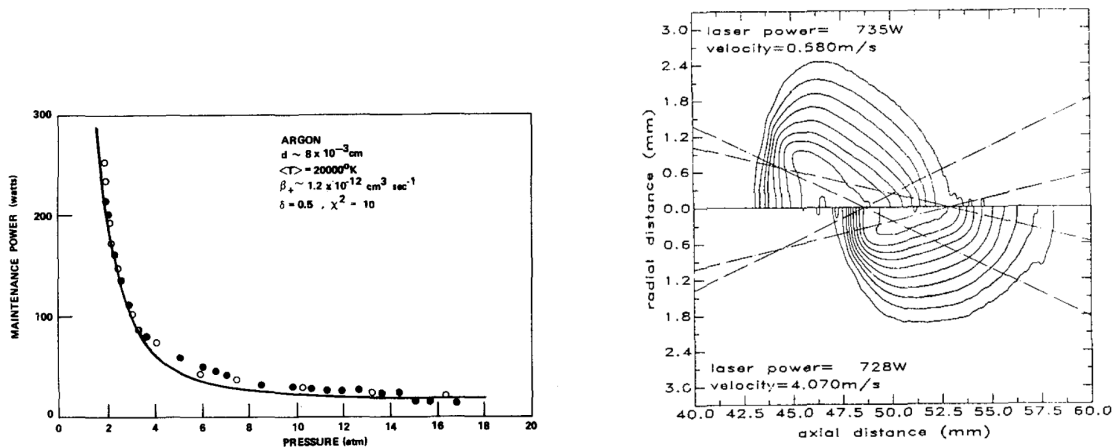 300
200
100
0
MAINTENANCE POWER (watts)
ARGON
d ~ 8 x 10⁻³cm
<T> = 20000°K
β₊ ~ 1.2 x 10⁻¹² cm³ sec⁻¹
δ = 0.5 , χ² = 10
0 2 4 6 8 10 12 14 16 18 20
PRESSURE (atm)
laser power= 735W
velocity=0.580m/s
3.0
2.4
1.8
1.2
0.6
0.0
0.6
1.2
1.8
2.4
3.0
radial distance (mm)
laser power= 728W
velocity=4.070m/s
40.0 42.5 45.0 47.5 50.0 52.5 55.0 57.5 60.0
axial distance (mm)